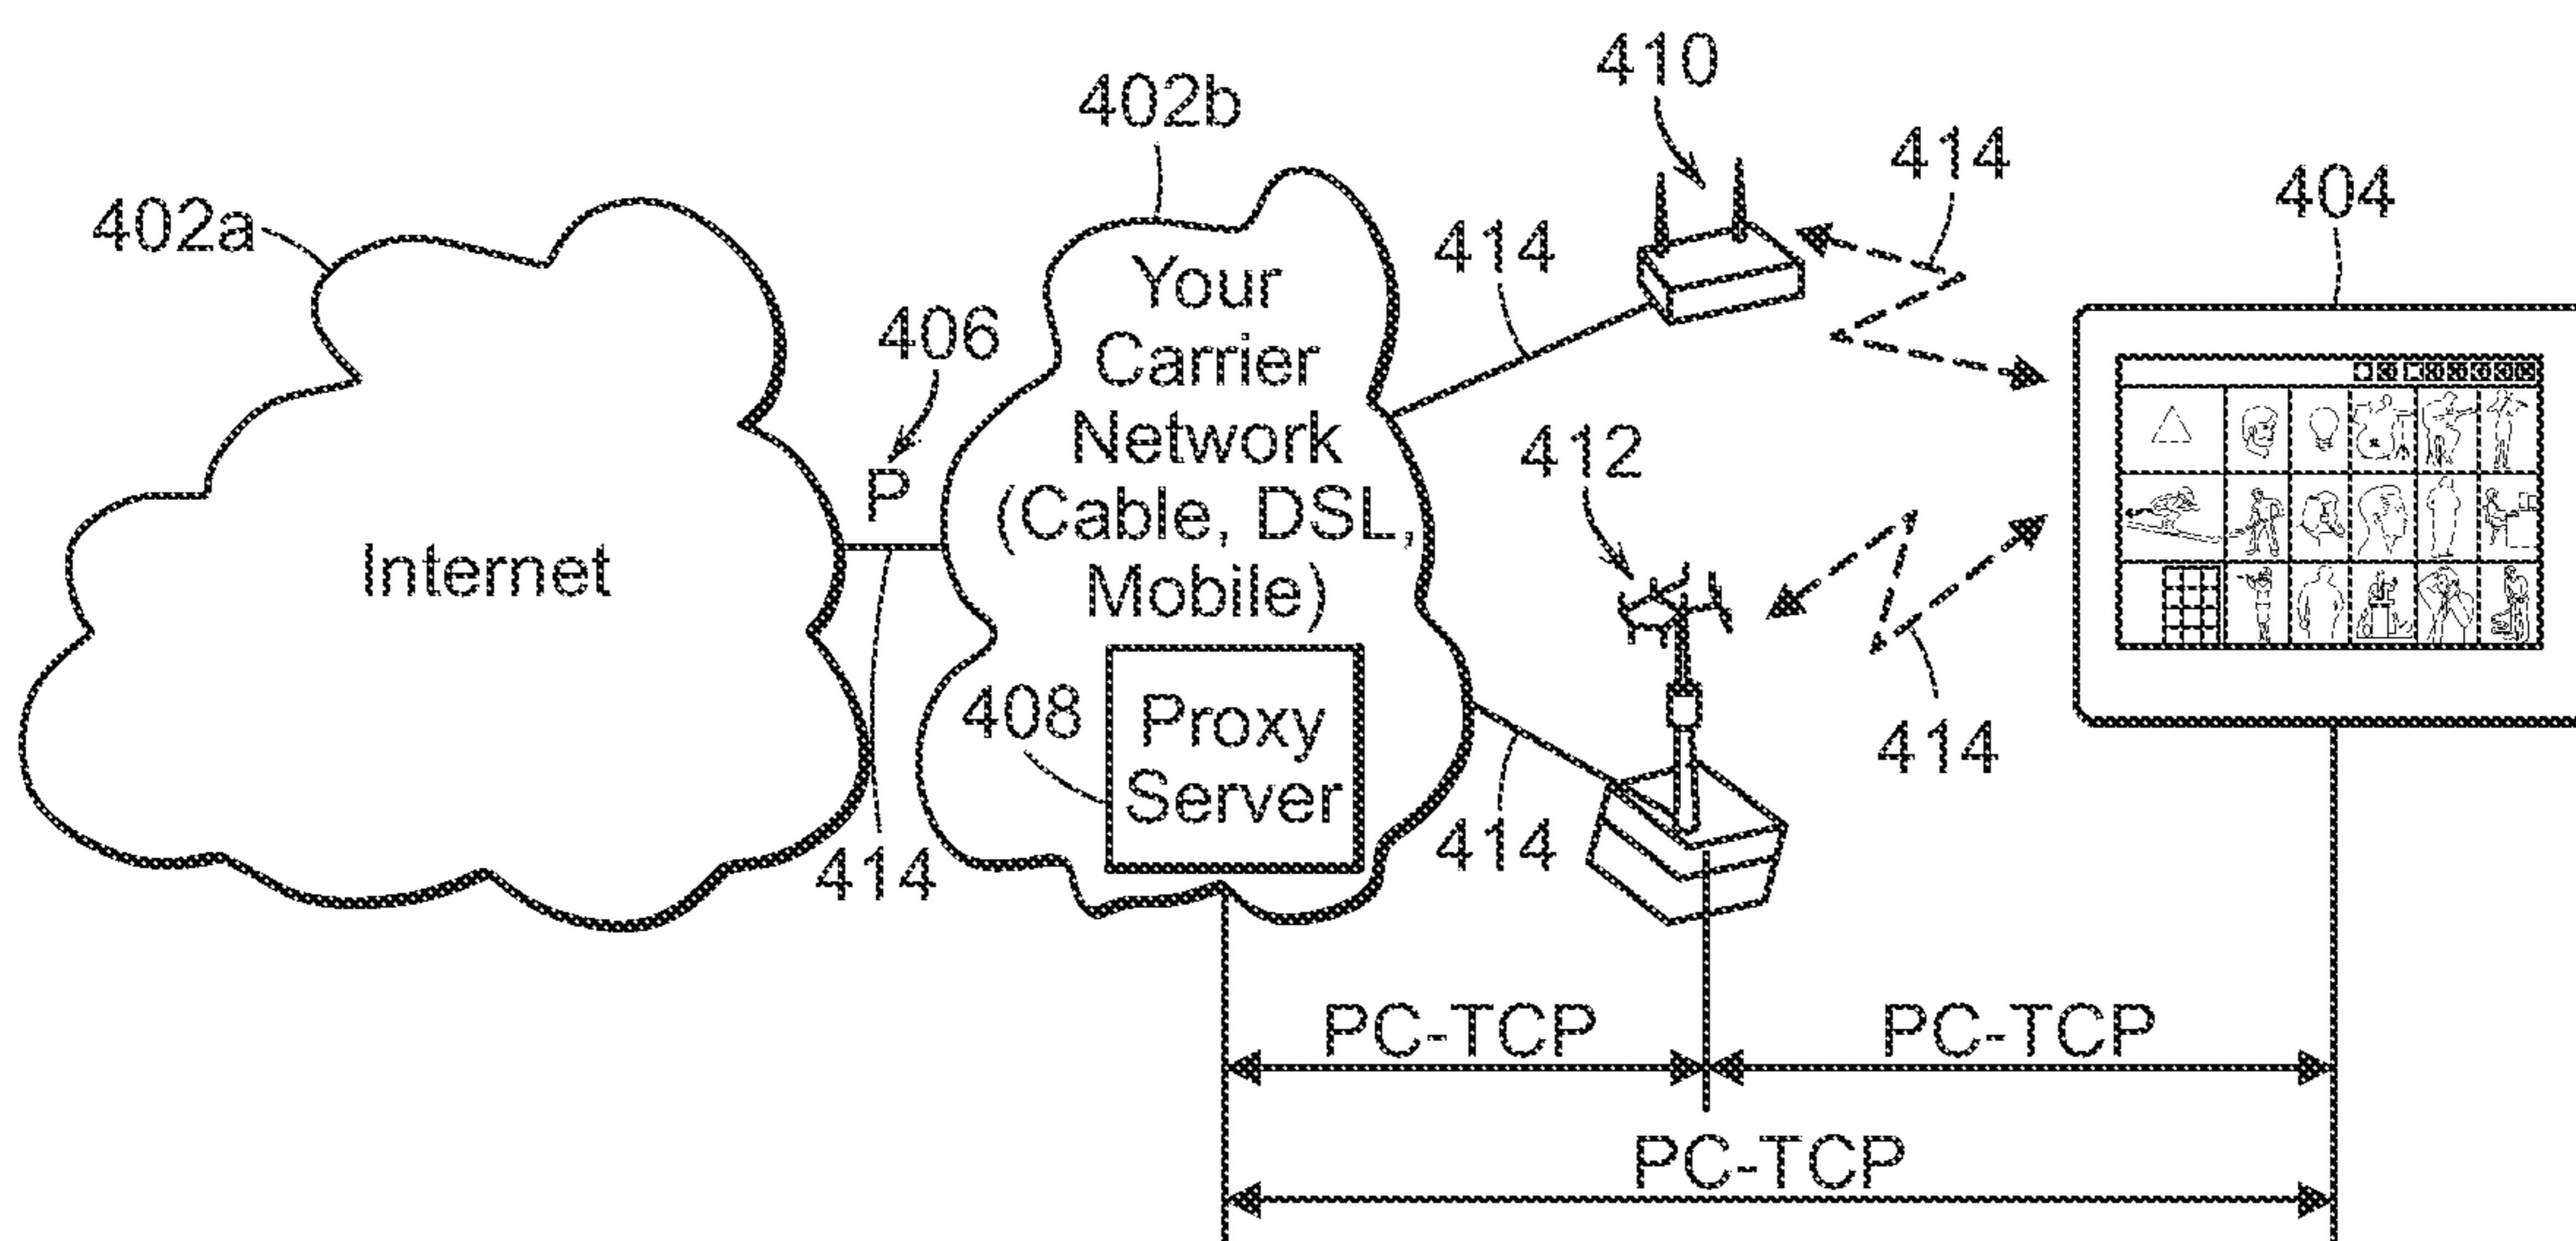 410
402b
414
404
402a
414
406
Your
Carrier
Network
(Cable, DSL,
Mobile)
P
412
Internet
408
Proxy
Server
414
414
414
PC-TCP
PC-TCP
PC-TCP